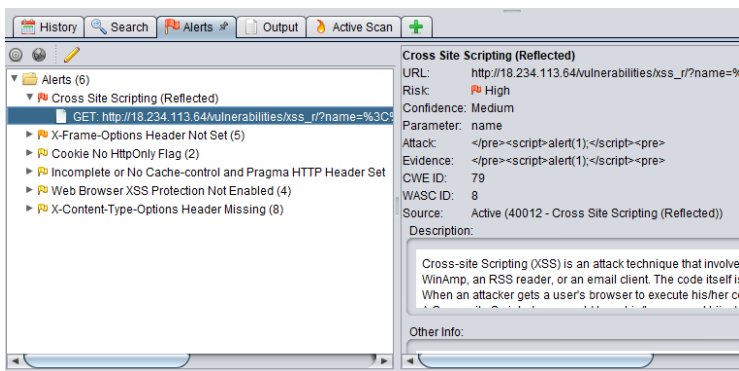 History Search Alerts Output Active Scan
Alerts (6)
Cross Site Scripting (Reflected)
GET: http://18.234.113.64/vulnerabilities/xss_r/?name=%3C%
X-Frame-Options Header Not Set (5)
Cookie No HttpOnly Flag (2)
Incomplete or No Cache-control and Pragma HTTP Header Set
Web Browser XSS Protection Not Enabled (4)
X-Content-Type-Options Header Missing (8)
Cross Site Scripting (Reflected)
URL: http://18.234.113.64/vulnerabilities/xss_r/?name=%
Risk: High
Confidence: Medium
Parameter: name
Attack: </pre><script>alert(1);</script><pre>
Evidence: </pre><script>alert(1);</script><pre>
CWE ID: 79
WASC ID: 8
Source: Active (40012 - Cross Site Scripting (Reflected))
Description:
Cross-site Scripting (XSS) is an attack technique that involve
WinAmp, an RSS reader, or an email client. The code itself is
When an attacker gets a user's browser to execute his/her c
Other Info: